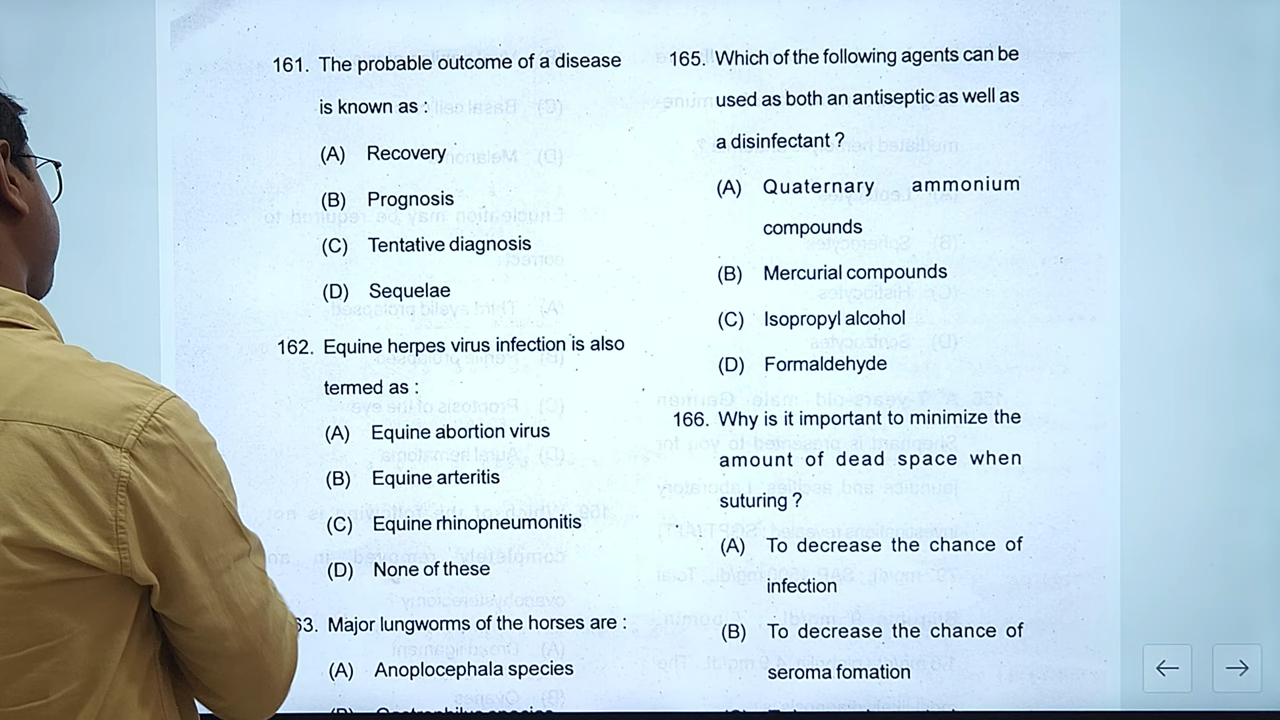 161. The probable outcome of a disease
is known as :
(A) Recovery
(B) Prognosis
(C) Tentative diagnosis
(D) Sequelae
162. Equine herpes virus infection is also
termed as :
(A) Equine abortion virus
(B) Equine arteritis
(C) Equine rhinopneumonitis
(D) None of these
63. Major lungworms of the horses are :
(A) Anoplocephala species
165. Which of the following agents can be
used as both an antiseptic as well as
a disinfectant ?
(A) Quaternary ammonium
compounds
(B) Mercurial compounds
(C) Isopropyl alcohol
(D) Formaldehyde
166. Why is it important to minimize the
amount of dead space when
suturing ?
(A) To decrease the chance of
infection
(B) To decrease the chance of
seroma fomation